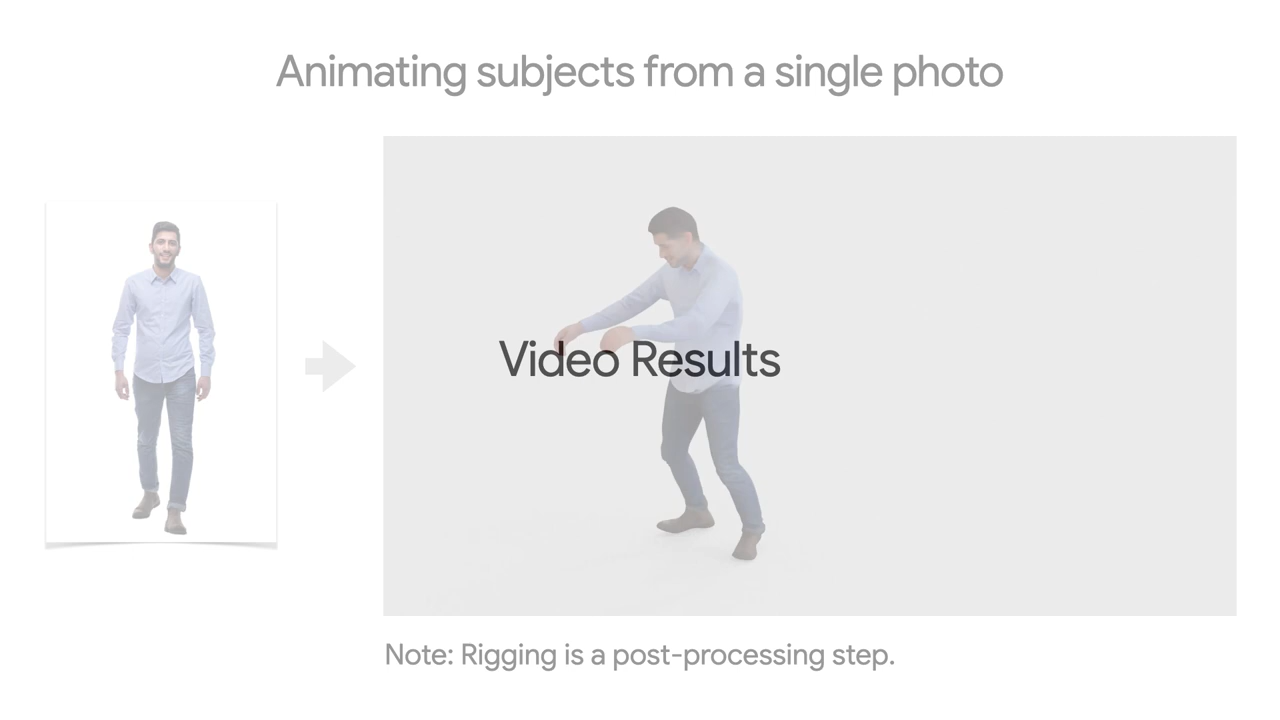 Animating subjects from a single photo
Video Results
Note: Rigging is a post-processing step.